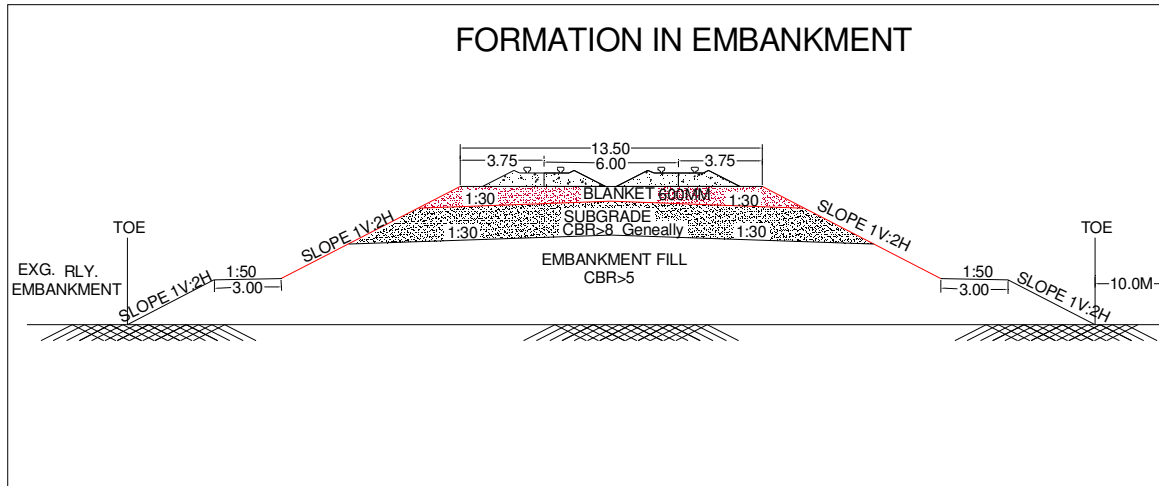 FORMATION IN EMBANKMENT
13.50
3.75 6.00 3.75
1:30 BLANKET 600MM 1:30
SUBGRADE
CBR>8 Geneally
1:30 1:30
SLOPE 1V:2H
SLOPE 1V:2H
EMBANKMENT FILL
CBR>5
TOE
TOE
EXG. RLY.
EMBANKMENT
1:50
3.00
SLOPE 1V:2H
1:50
3.00
SLOPE 1V:2H
10.0M